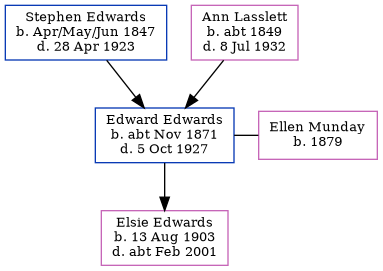 Stephen Edwards
b. Apr/May/Jun 1847
d. 28 Apr 1923
Ann Lasslett
b. abt 1849
d. 8 Jul 1932
Edward Edwards
b. abt Nov 1871
d. 5 Oct 1927
Ellen Munday
b. 1879
Elsie Edwards
b. 13 Aug 1903
d. abt Feb 2001